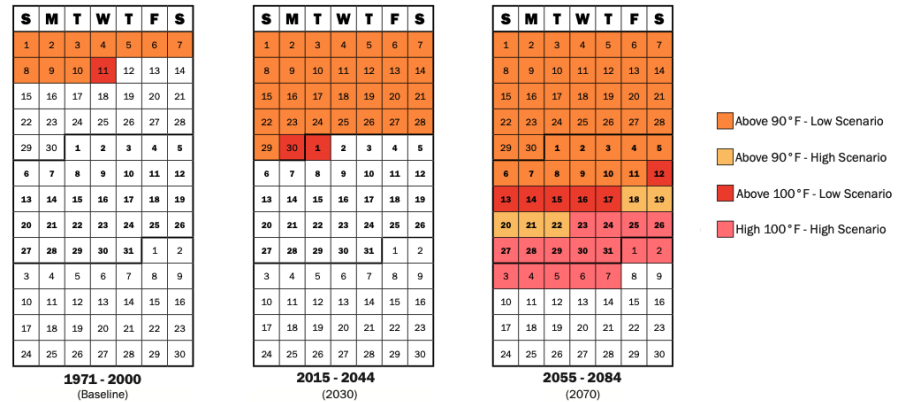 S M T W T F S
1 2 3 4 5 6 7
8 9 10 11 12 13 14
15 16 17 18 19 20 21
22 23 24 25 26 27 28
29 30 1 2 3 4 5
6 7 8 9 10 11 12
13 14 15 16 17 18 19
20 21 22 23 24 25 26
27 28 29 30 31 1 2
3 4 5 6 7 8 9
10 11 12 13 14 15 16
17 18 19 20 21 22 23
24 25 26 27 28 29 30
1971 - 2000
(Baseline)
S M T W T F S
1 2 3 4 5 6 7
8 9 10 11 12 13 14
15 16 17 18 19 20 21
22 23 24 25 26 27 28
29 30 1 2 3 4 5
6 7 8 9 10 11 12
13 14 15 16 17 18 19
20 21 22 23 24 25 26
27 28 29 30 31 1 2
3 4 5 6 7 8 9
10 11 12 13 14 15 16
17 18 19 20 21 22 23
24 25 26 27 28 29 30
2015 - 2044
(2030)
S M T W T F S
1 2 3 4 5 6 7
8 9 10 11 12 13 14
15 16 17 18 19 20 21
22 23 24 25 26 27 28
29 30 1 2 3 4 5
6 7 8 9 10 11 12
13 14 15 16 17 18 19
20 21 22 23 24 25 26
27 28 29 30 31 1 2
3 4 5 6 7 8 9
10 11 12 13 14 15 16
17 18 19 20 21 22 23
24 25 26 27 28 29 30
2055 - 2084
(2070)
Above 90°F - Low Scenario
Above 90°F - High Scenario
Above 100°F - Low Scenario
High 100°F - High Scenario